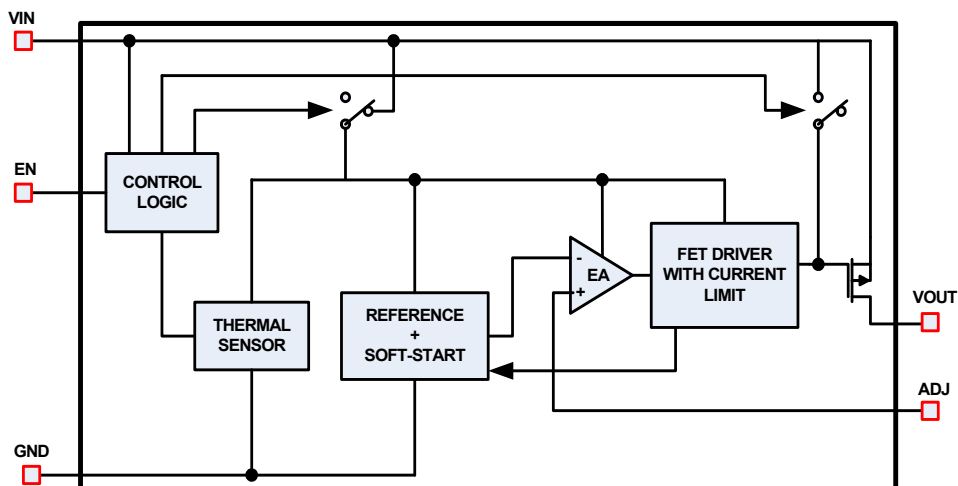 VIN
EN
CONTROL
LOGIC
THERMAL
SENSOR
REFERENCE
+
SOFT-START
-
EA
+
FET DRIVER
WITH CURRENT
LIMIT
VOUT
ADJ
GND